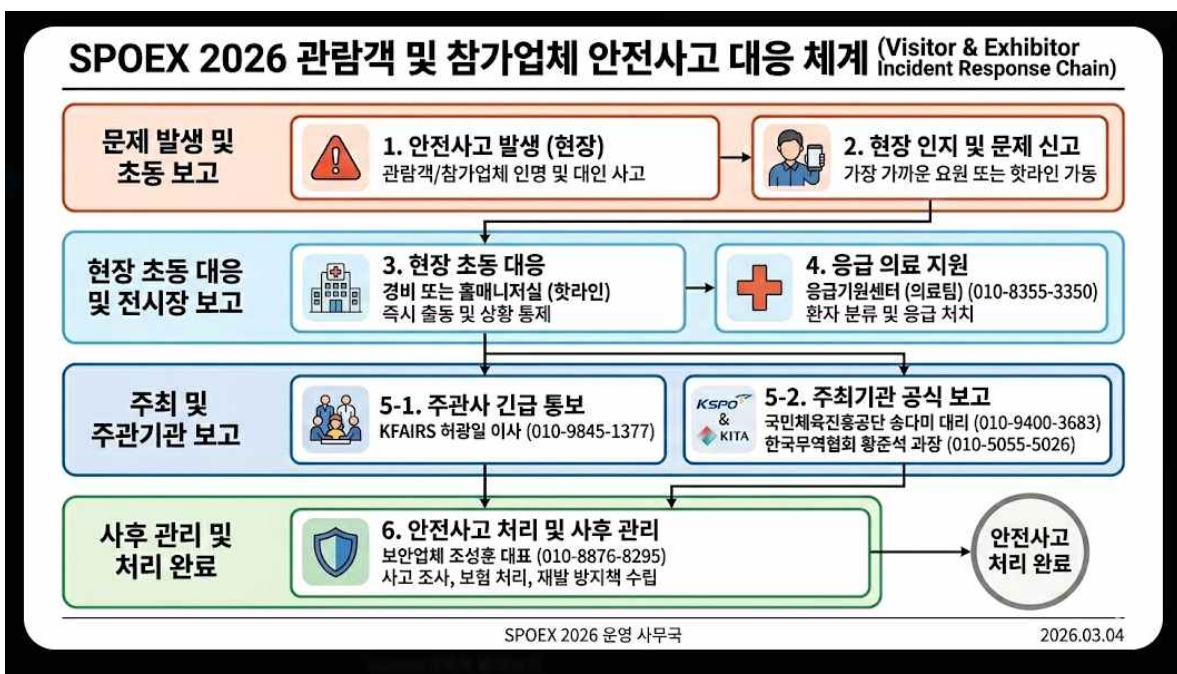 SPOEX 2026 관람객 및 참가업체 안전사고 대응 체계 (Visitor & Exhibitor
Incident Response Chain)
문제 발생 및
초동 보고
1. 안전사고 발생 (현장)
관람객/참가업체 인명 및 대인 사고
2. 현장 인지 및 문제 신고
가장 가까운 요원 또는 핫라인 가동
현장 초동 대응
및 전시장 보고
3. 현장 초동 대응
경비 또는 홀매니저실 (핫라인)
즉시 출동 및 상황 통제
4. 응급 의료 지원
응급기원센터 (의료팀) (010-8355-3350)
환자 분류 및 응급 처치
주최 및
주관기관 보고
5-1. 주관사 긴급 통보
KFAIRS 허광일 이사 (010-9845-1377)
KSPO
&
KITA
5-2. 주최기관 공식 보고
국민체육진흥공단 송다미 대리 (010-9400-3683)
한국무역협회 황준석 과장 (010-5055-5026)
사후 관리 및
처리 완료
6. 안전사고 처리 및 사후 관리
보안업체 조성훈 대표 (010-8876-8295)
사고 조사, 보험 처리, 재발 방지책 수립
안전사고
처리 완료
SPOEX 2026 운영 사무국
2026.03.04